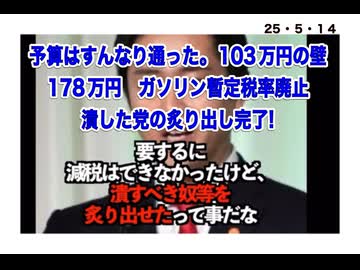 25・5・14
予算はすんなり通った。103万円の壁
178万円　ガソリン暫定税率廃止
潰した党の炙り出し完了!
要するに
減税はできなかったけど、
潰すべき奴等を
炙り出せたって事だな